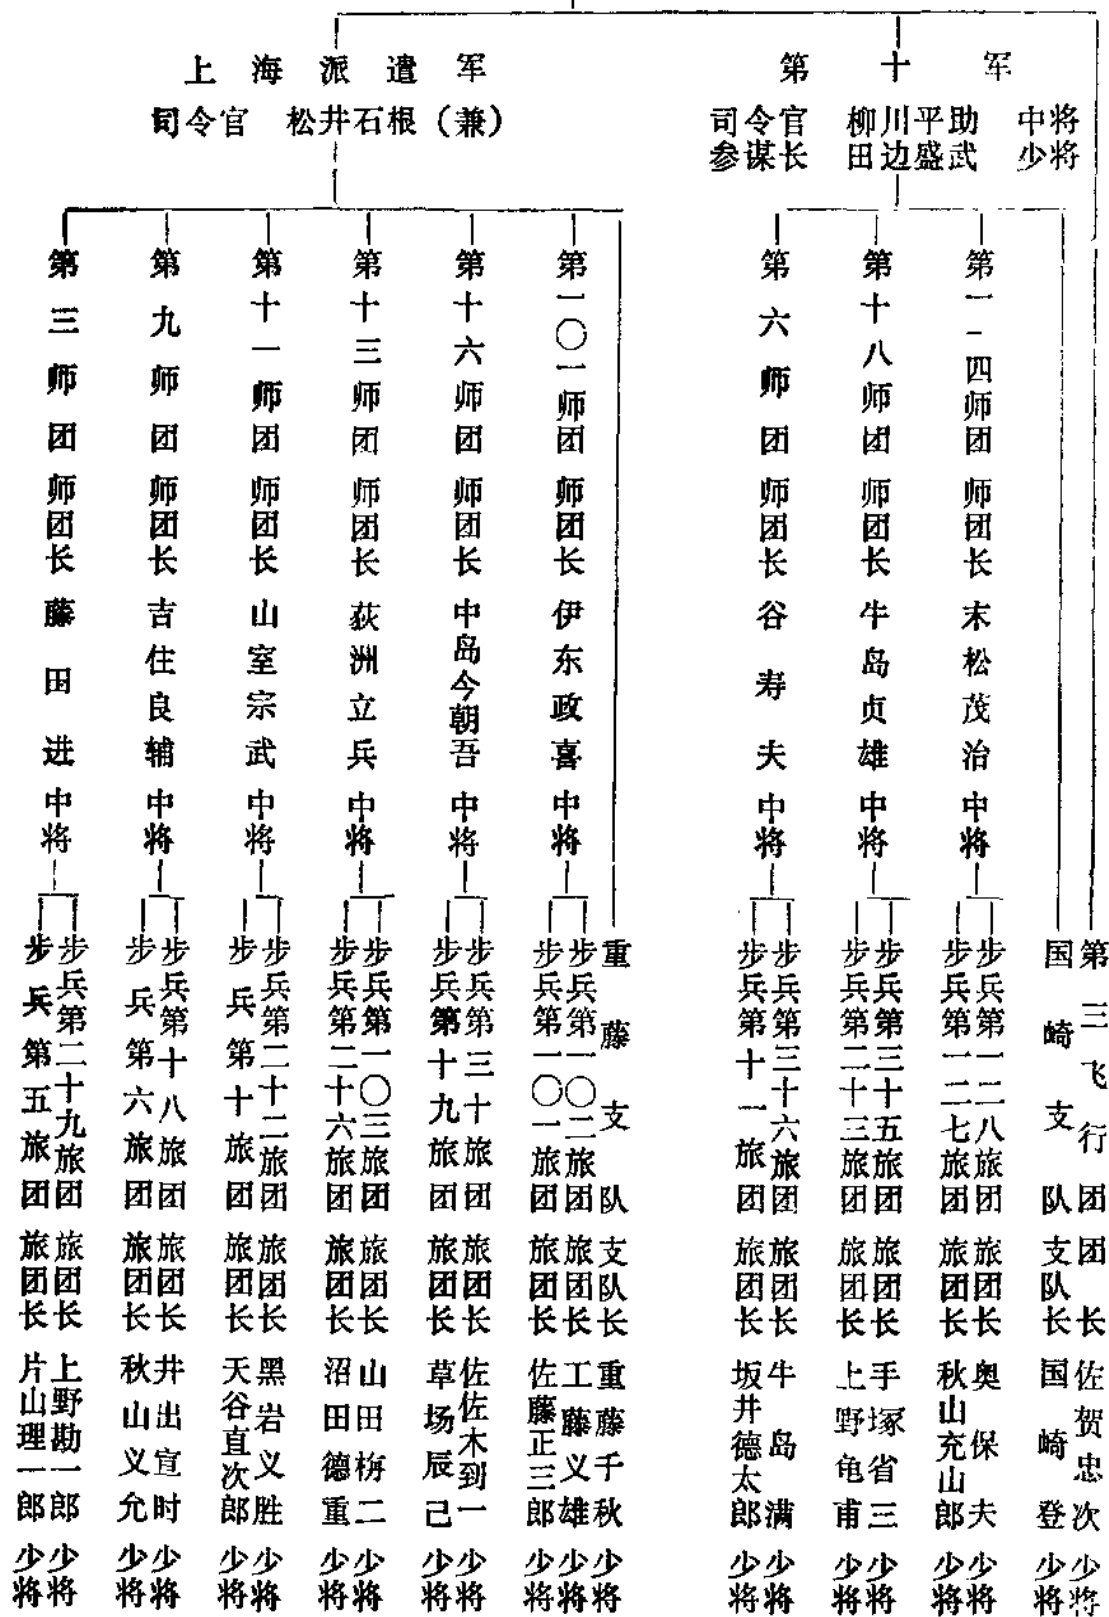 上海派遣军
司令官 松井石根(兼)
第十军
司令官 柳川平助 中将
参谋长 田边盛武 少将
第三师团 师团长 藤田进 中将
第九师团 师团长 吉住良辅 中将
第十一师团 师团长 山室宗武 中将
第十三师团 师团长 荻洲立兵 中将
第十六师团 师团长 中岛今朝吾 中将
第一〇一师团 师团长 伊东政喜 中将
第六师团 师团长 谷寿夫 中将
第十八师团 师团长 牛岛贞雄 中将
第一一四师团 师团长 末松茂治 中将
步兵第五旅团 旅团长 片山理一郎 少将
步兵第二十九旅团 旅团长 上野勘一郎 少将
步兵第六旅团 旅团长 秋山义允 少将
步兵第十八旅团 旅团长 井出宣时 少将
步兵第十旅团 旅团长 天谷直次郎 少将
步兵第二十二旅团 旅团长 黑岩义胜 少将
步兵第二十六旅团 旅团长 沼田德重 少将
步兵第一〇三旅团 旅团长 山田栴二 少将
步兵第十九旅团 旅团长 草场辰己 少将
步兵第三十旅团 旅团长 佐佐木到一 少将
步兵第一〇一旅团 旅团长 佐藤正三郎 少将
步兵第一〇二旅团 旅团长 工藤义雄 少将
重藤支队 支队长 重藤千秋 少将
步兵第十一旅团 旅团长 坂井德太郎 少将
步兵第三十六旅团 旅团长 牛岛满 少将
步兵第二十三旅团 旅团长 上野龟甫 少将
步兵第三十五旅团 旅团长 手塚省三 少将
步兵第一二七旅团 旅团长 秋山充山郎 少将
步兵第一二八旅团 旅团长 奥保夫 少将
国崎支队 支队长 国崎登 少将
第三飞行团 团长 佐贺忠次 少将